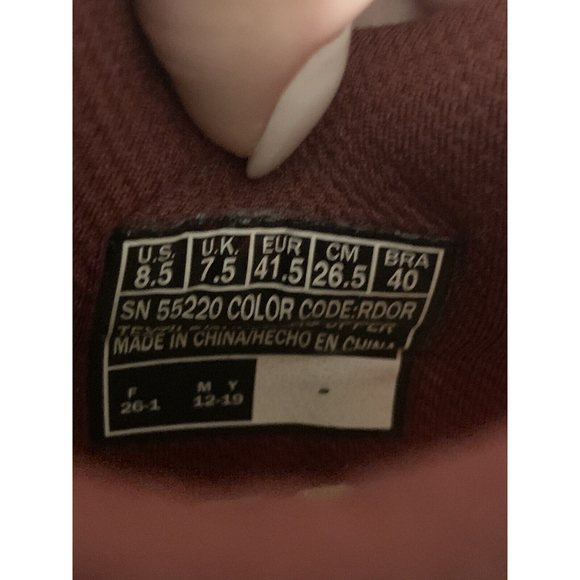 U.S. U.K. EUR CM BRA
8.5 7.5 41.5 26.5 40
SN 55220 COLOR CODE:RDOR
UPPER
MADE IN CHINA/HECHO EN CHINA
F M Y
26-1 12-19 -